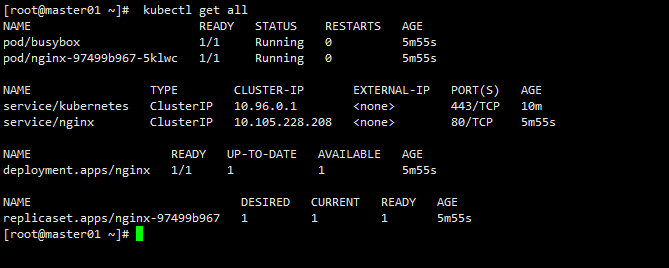 [root@master01 ~]#  kubectl get all
NAME                        READY   STATUS    RESTARTS   AGE
pod/busybox                 1/1     Running   0          5m55s
pod/nginx-97499b967-5klwc   1/1     Running   0          5m55s

NAME                 TYPE        CLUSTER-IP       EXTERNAL-IP   PORT(S)   AGE
service/kubernetes   ClusterIP   10.96.0.1        <none>        443/TCP   10m
service/nginx        ClusterIP   10.105.228.208   <none>        80/TCP    5m55s

NAME                    READY   UP-TO-DATE   AVAILABLE   AGE
deployment.apps/nginx   1/1     1            1           5m55s

NAME                              DESIRED   CURRENT   READY   AGE
replicaset.apps/nginx-97499b967   1         1         1       5m55s
[root@master01 ~]#